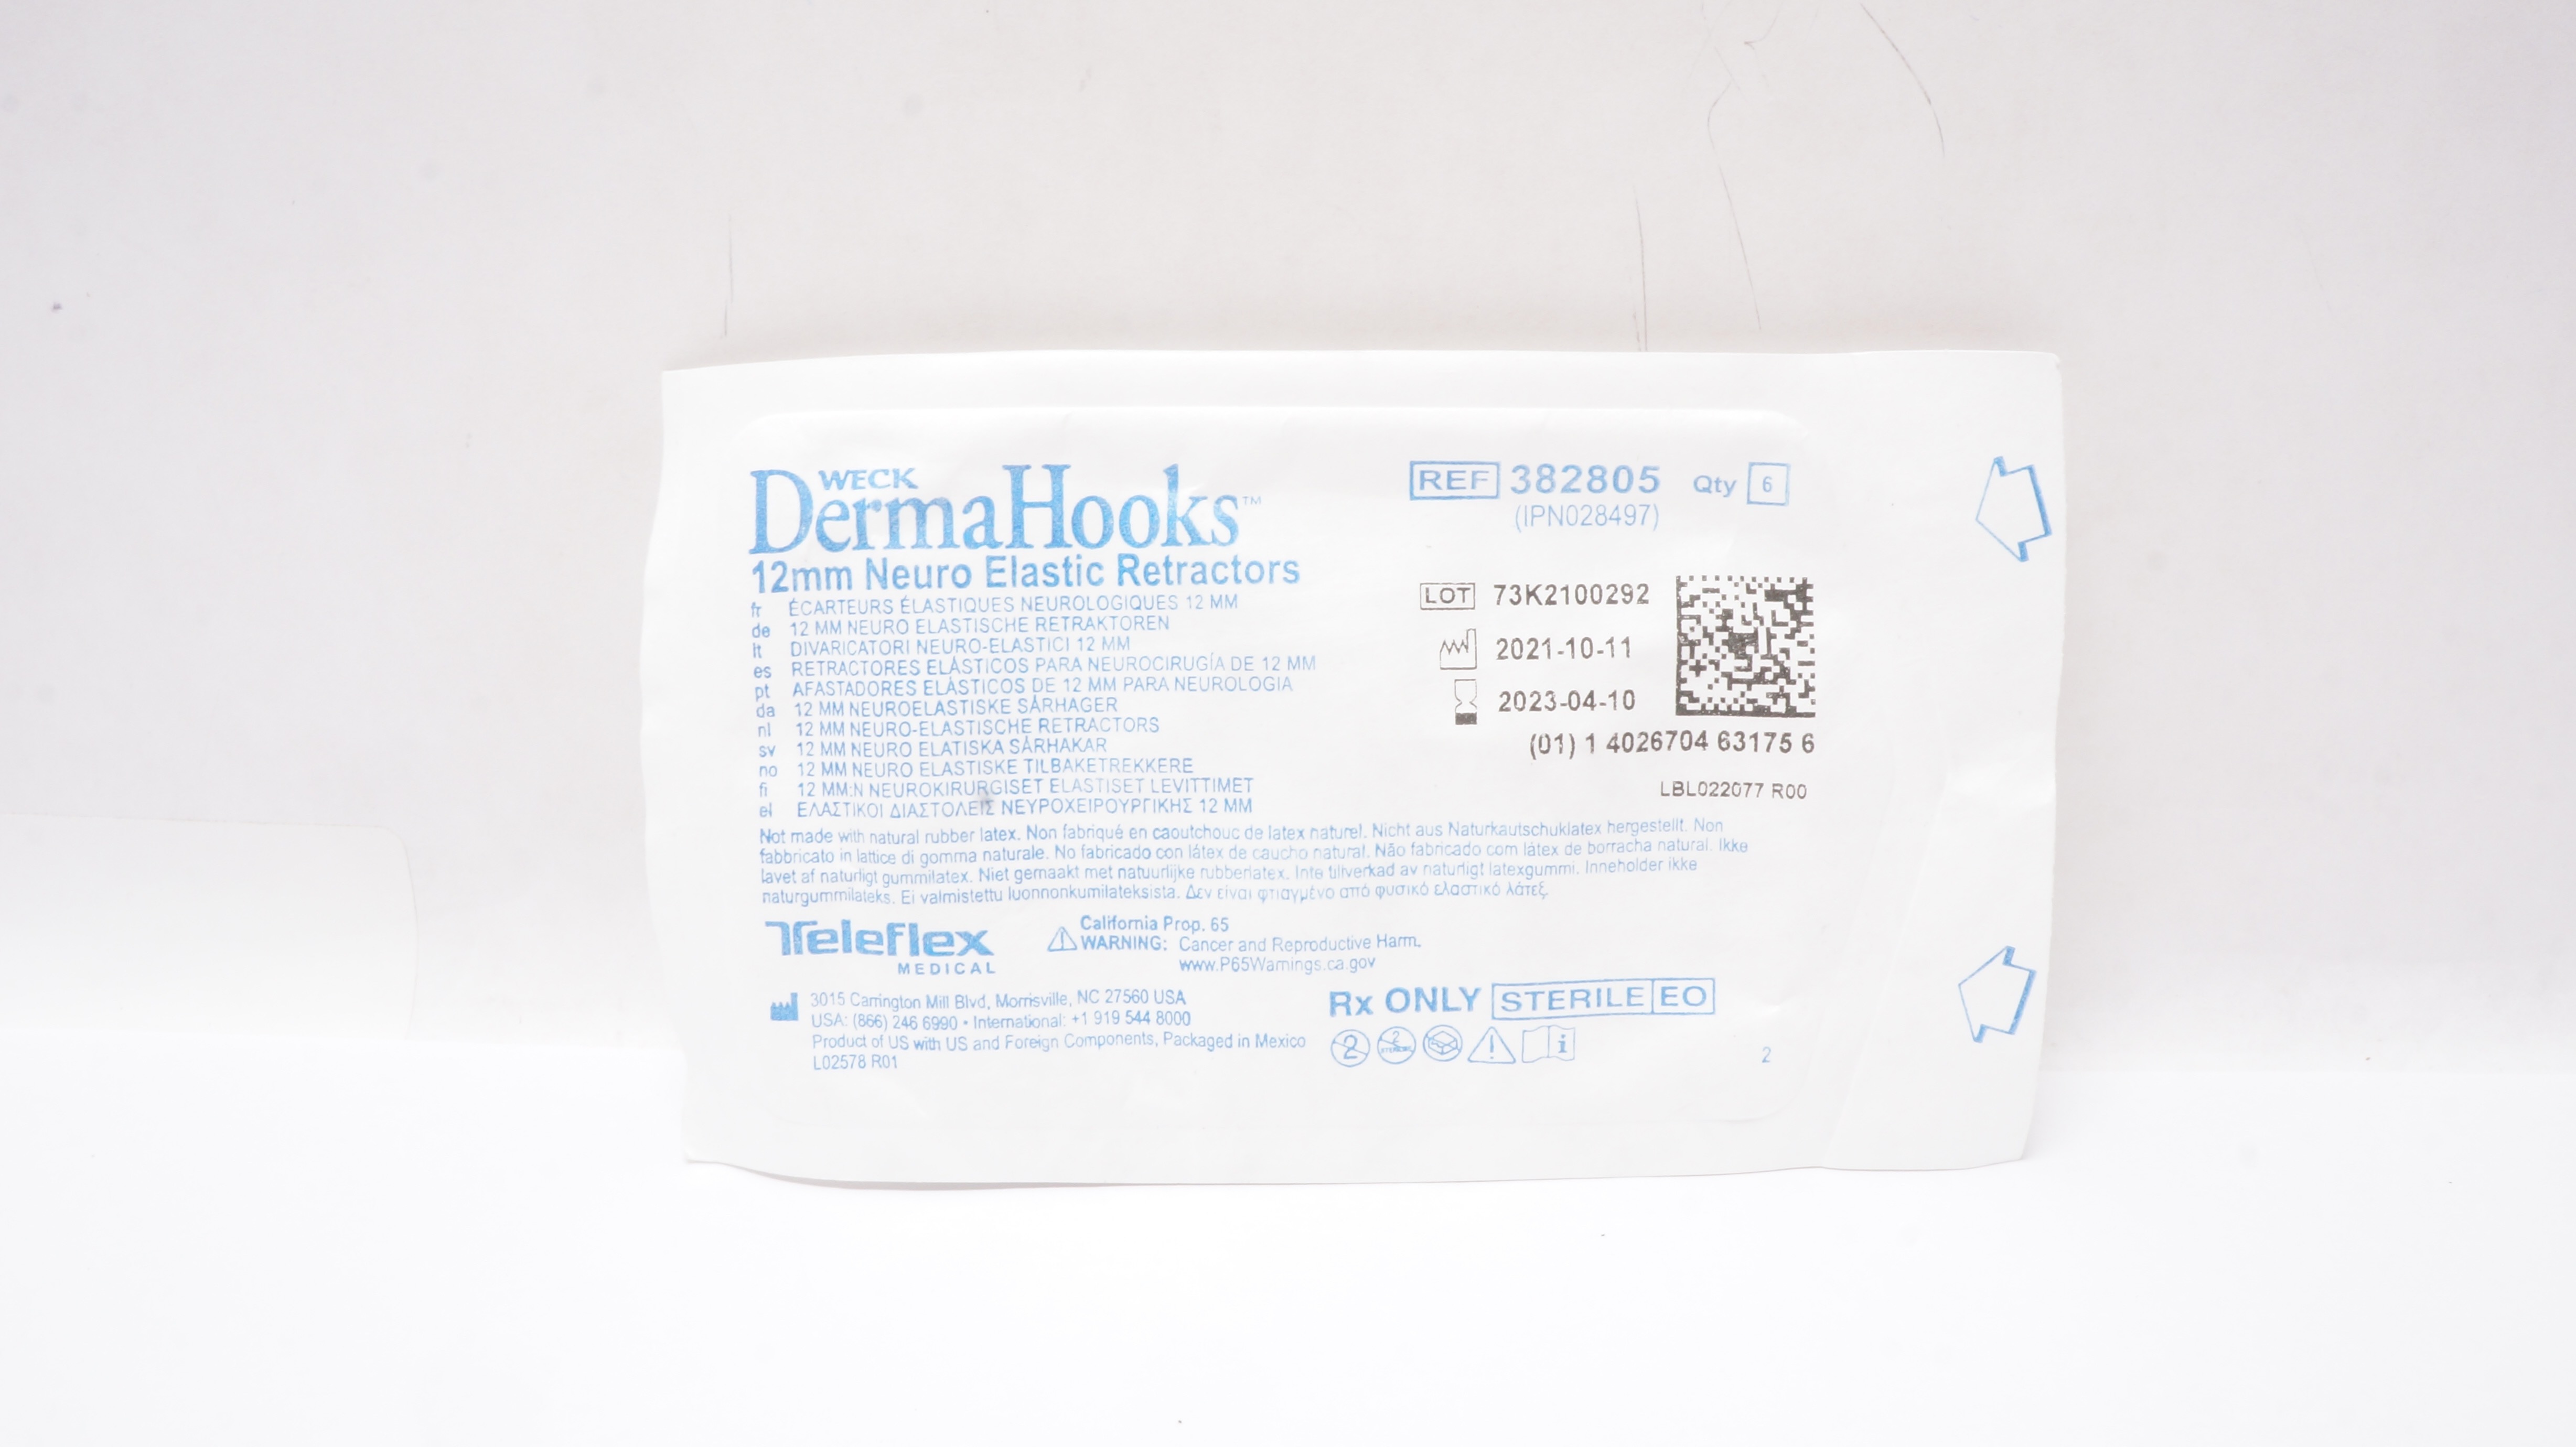 WECK
DermaHooks™
12mm Neuro Elastic Retractors
fr ÉCARTEURS ÉLASTIQUES NEUROLOGIQUES 12 MM
de 12 MM NEURO ELASTISCHE RETRAKTOREN
it DIVARICATORI NEURO-ELASTICI 12 MM
es RETRACTORES ELÁSTICOS PARA NEUROCIRUGÍA DE 12 MM
pt AFASTADORES ELÁSTICOS DE 12 MM PARA NEUROLOGIA
da 12 MM NEUROELASTISKE SÅRHAGER
nl 12 MM NEURO-ELASTISCHE RETRACTORS
sv 12 MM NEURO ELATISKA SÅRHAKAR
no 12 MM NEURO ELASTISKE TILBAKETREKKERE
fi 12 MM:N NEUROKIRURGISET ELASTISET LEVITTIMET
el ΕΛΑΣΤΙΚΟΙ ΔΙΑΣΤΟΛΕΙΣ ΝΕΥΡΟΧΕΙΡΟΥΡΓΙΚΗΣ 12 MM
REF 382805 Qty 6
(IPN028497)
LOT 73K2100292
2021-10-11
2023-04-10
(01) 1 4026704 63175 6
LBL022077 R00
Not made with natural rubber latex. Non fabriqué en caoutchouc de latex naturel. Nicht aus Naturkautschuklatex hergestellt. Non
fabbricato in lattice di gomma naturale. No fabricado con látex de caucho natural. Não fabricado com látex de borracha natural. Ikke
lavet af naturligt gummilatex. Niet gemaakt met natuurlijke rubberlatex. Inte tillverkad av naturligt latexgummi. Inneholder ikke
naturgummilateks. Ei valmistettu luonnonkumilateksista. Δεν είναι φτιαγμένο από φυσικό ελαστικό λάτεξ.
Teleflex
MEDICAL
California Prop. 65
WARNING: Cancer and Reproductive Harm.
www.P65Warnings.ca.gov
3015 Carrington Mill Blvd, Morrisville, NC 27560 USA
USA: (866) 246 6990 • International: +1 919 544 8000
Product of US with US and Foreign Components, Packaged in Mexico
L02578 R01
Rx ONLY STERILE EO
2
2
STERILIZE
i
2